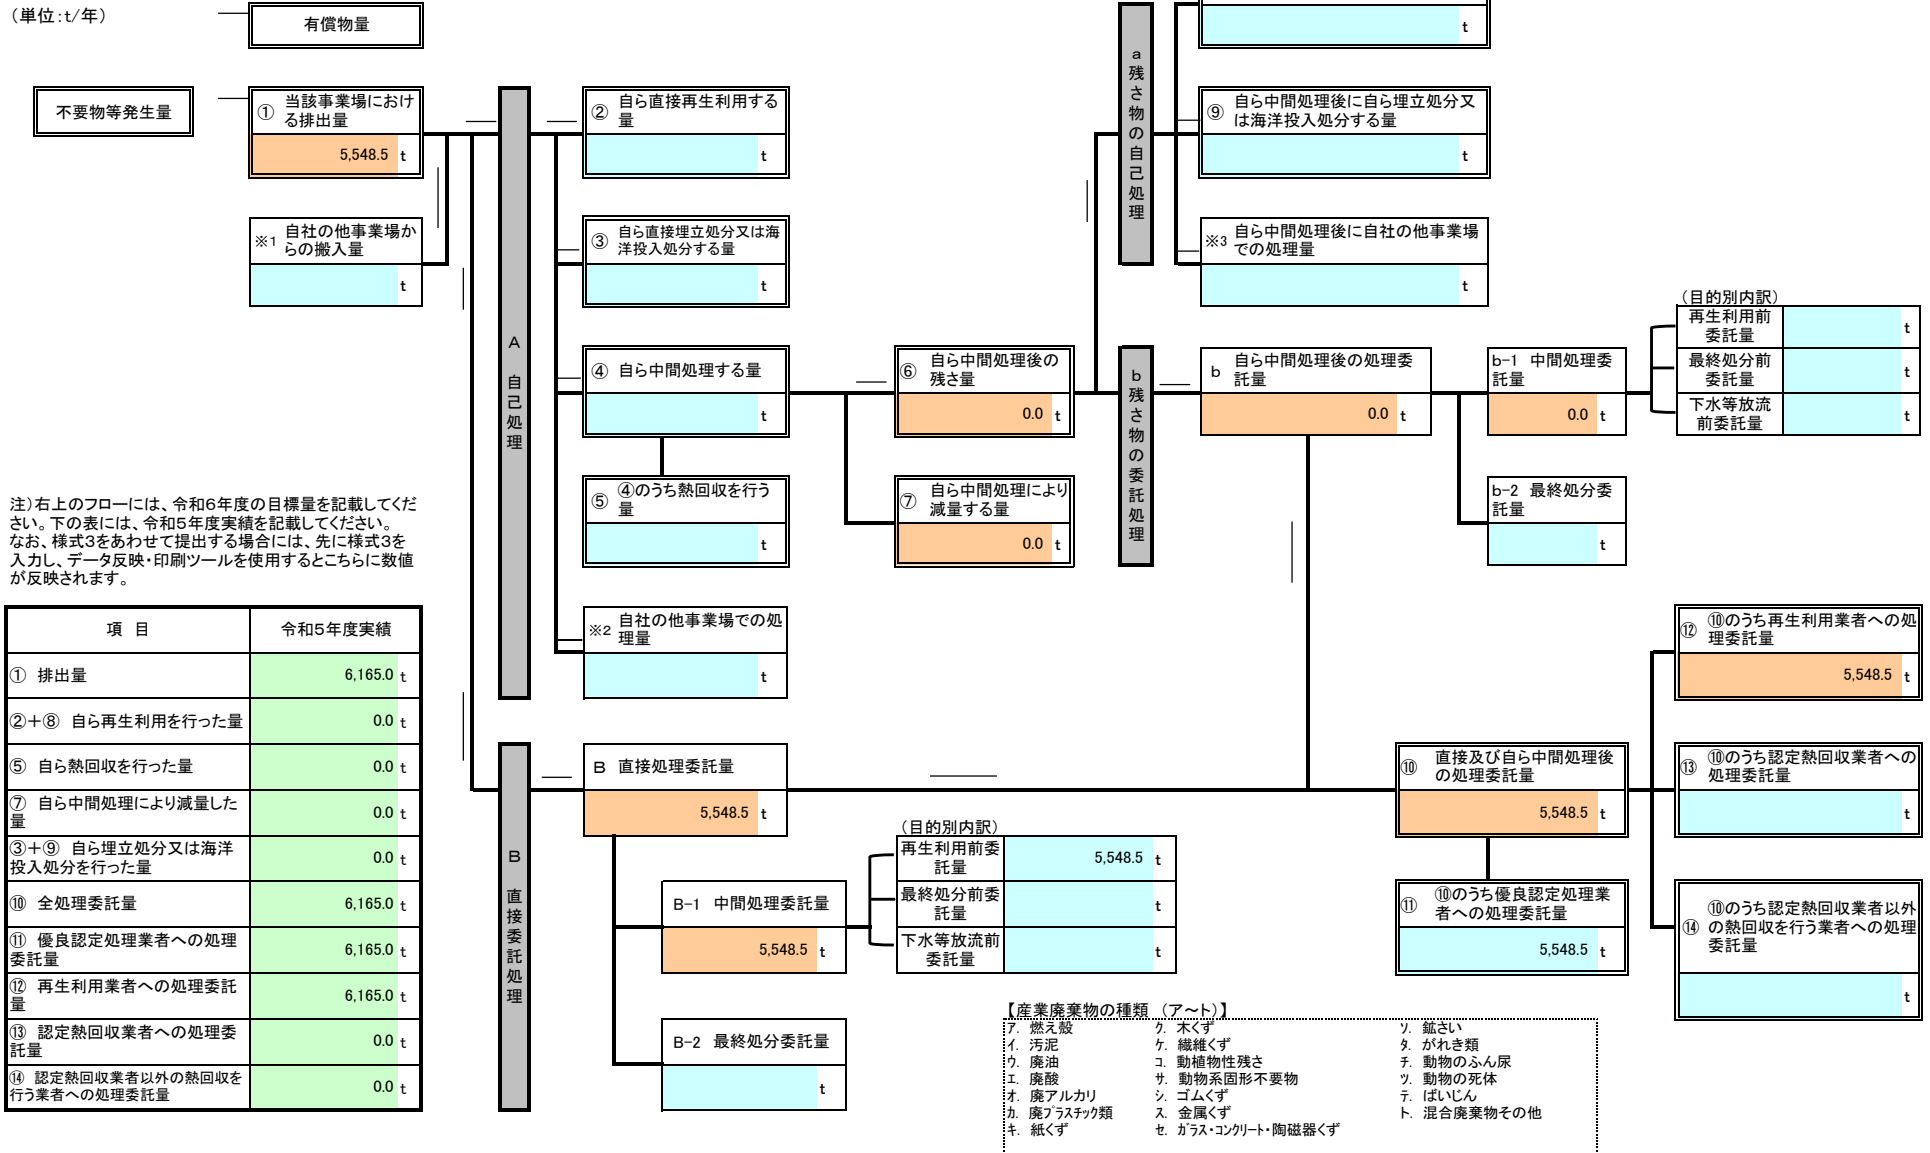 （単位：t/年）
有償物量
t
不要物等発生量
① 当該事業場におけ
る排出量
5,548.5 t
※1 自社の他事業場か
らの搬入量
t
A 自己処理
② 自ら直接再生利用する
量
t
③ 自ら直接埋立処分又は海
洋投入処分する量
t
④ 自ら中間処理する量
t
⑤ ④のうち熱回収を行う
量
t
※2 自社の他事業場での処
理量
t
⑥ 自ら中間処理後の
残さ量
0.0 t
⑦ 自ら中間処理により
減量する量
0.0 t
a 残さ物の自己処理
⑨ 自ら中間処理後に自ら埋立処分又
は海洋投入処分する量
t
※3 自ら中間処理後に自社の他事業場
での処理量
t
b 残さ物の委託処理
b 自ら中間処理後の処理委
託量
0.0 t
b-1 中間処理委
託量
0.0 t
b-2 最終処分委
託量
t
（目的別内訳）
再生利用前
委託量
t
最終処分前
委託量
t
下水等放流
前委託量
t
注）右上のフローには、令和６年度の目標量を記載してくだ
さい。下の表には、令和５年度実績を記載してください。
なお、様式３をあわせて提出する場合には、先に様式３を
入力し、データ反映・印刷ツールを使用するとこちらに数値
が反映されます。
項 目 令和５年度実績
① 排出量 6,165.0 t
②＋⑧ 自ら再生利用を行った量 0.0 t
⑤ 自ら熱回収を行った量 0.0 t
⑦ 自ら中間処理により減量した
量
0.0 t
③＋⑨ 自ら埋立処分又は海洋
投入処分を行った量
0.0 t
⑩ 全処理委託量 6,165.0 t
⑪ 優良認定処理業者への処理
委託量
6,165.0 t
⑫ 再生利用業者への処理委託
量
6,165.0 t
⑬ 認定熱回収業者への処理委
託量
0.0 t
⑭ 認定熱回収業者以外の熱回収を
行う業者への処理委託量
0.0 t
B 直接委託処理
B 直接処理委託量
5,548.5 t
B-1 中間処理委託量
5,548.5 t
B-2 最終処分委託量
t
（目的別内訳）
再生利用前委
託量
5,548.5 t
最終処分前委
託量
t
下水等放流前
委託量
t
⑩ 直接及び自ら中間処理後
の処理委託量
5,548.5 t
⑪ ⑩のうち優良認定処理業
者への処理委託量
5,548.5 t
⑫ ⑩のうち再生利用業者への処
理委託量
5,548.5 t
⑬ ⑩のうち認定熱回収業者への
処理委託量
t
⑭ ⑩のうち認定熱回収業者以外
の熱回収を行う業者への処理
委託量
t
【産業廃棄物の種類 （ア～ト）】
ア. 燃え殻 ク. 木くず ソ. 鉱さい
イ. 汚泥 ケ. 繊維くず タ. がれき類
ウ. 廃油 コ. 動植物性残さ チ. 動物のふん尿
エ. 廃酸 サ. 動物系固形不要物 ツ. 動物の死体
オ. 廃アルカリ シ. ゴムくず テ. ばいじん
カ. 廃プラスチック類 ス. 金属くず ト. 混合廃棄物その他
キ. 紙くず セ. ガラス・コンクリート・陶磁器くず